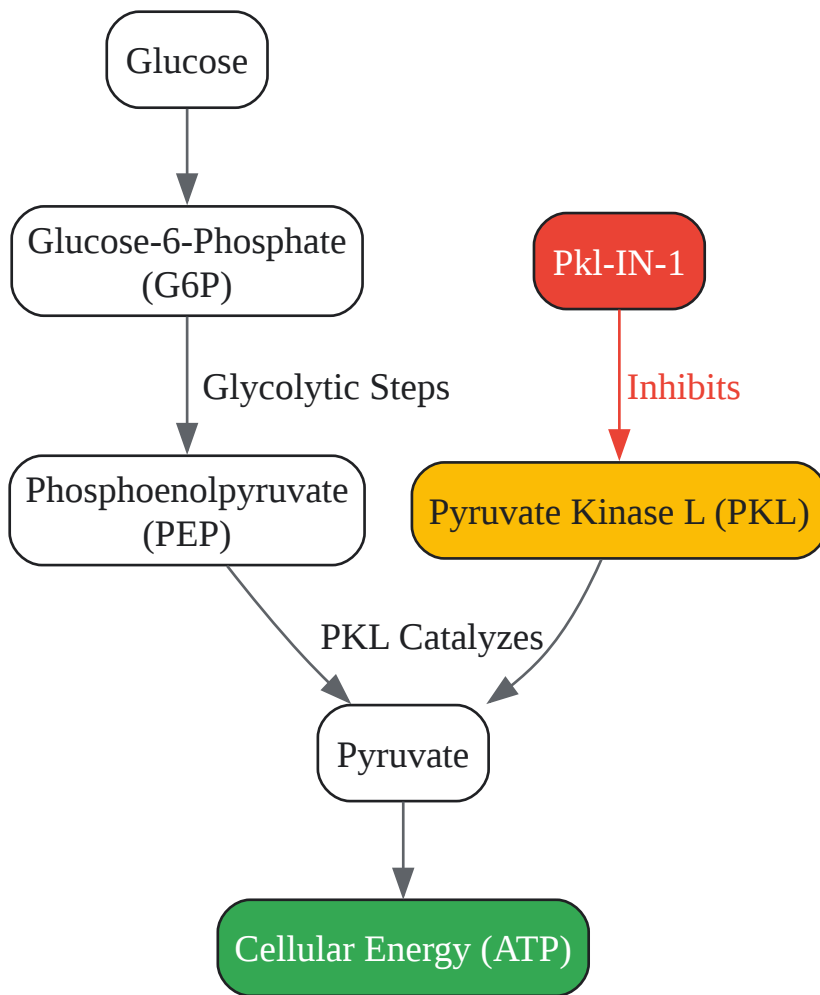 Glucose
Glucose-6-Phosphate
(G6P)
Pkl-IN-1
Glycolytic Steps
Inhibits
Phosphoenolpyruvate
(PEP)
Pyruvate Kinase L (PKL)
PKL Catalyzes
Pyruvate
Cellular Energy (ATP)